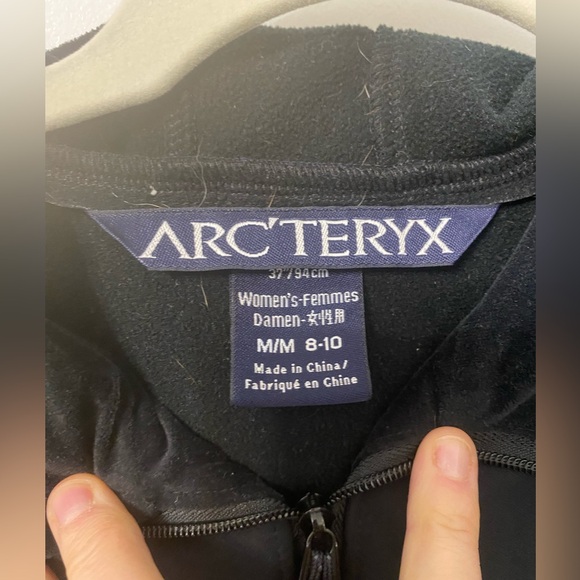 ARC'TERYX
37"/94cm
Women's-Femmes
Damen-女性用
M/M 8-10
Made in China/
Fabriqué en Chine